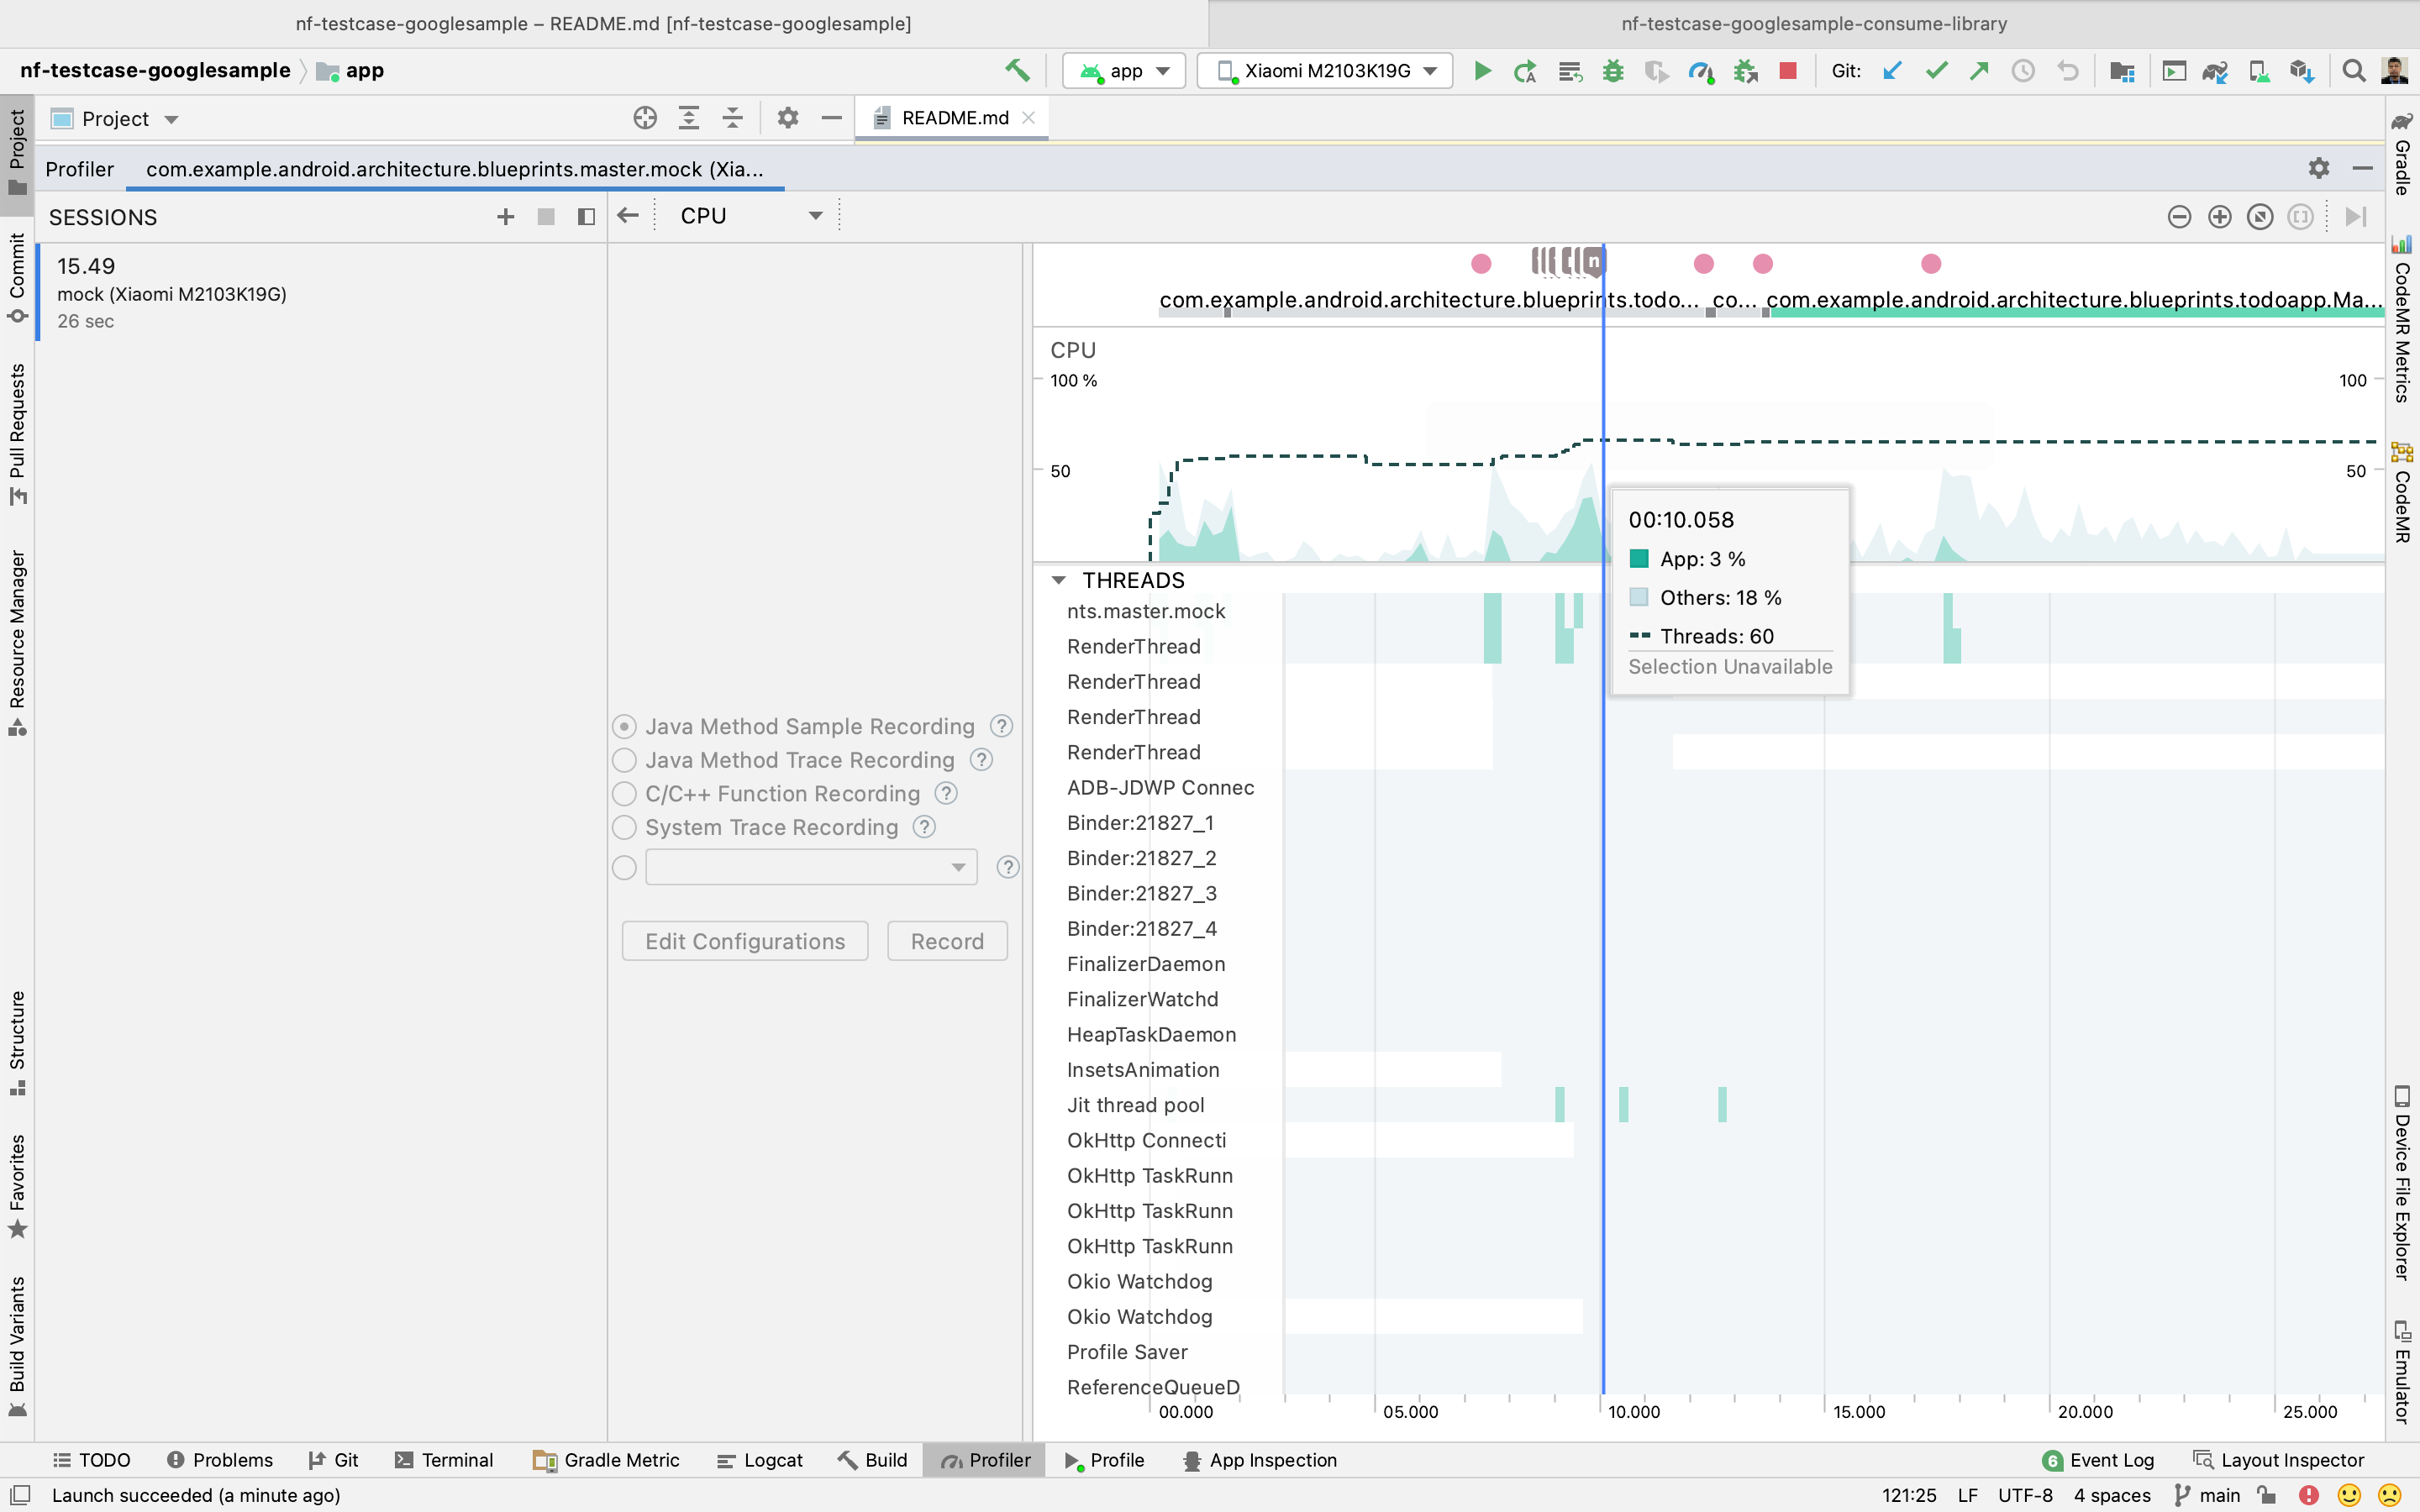 nf-testcase-googlesample – README.md [nf-testcase-googlesample]
nf-testcase-googlesample-consume-library
nf-testcase-googlesample
app
app
Xiaomi M2103K19G
Git:
Project
README.md
Profiler
com.example.android.architecture.blueprints.master.mock (Xia...
SESSIONS
CPU
15.49
mock (Xiaomi M2103K19G)
26 sec
Java Method Sample Recording
Java Method Trace Recording
C/C++ Function Recording
System Trace Recording
Edit Configurations
Record
n
com.example.android.architecture.blueprints.todo...
co...
com.example.android.architecture.blueprints.todoapp.Ma...
CPU
100 %
100
50
50
00:10.058
App: 3 %
Others: 18 %
Threads: 60
Selection Unavailable
THREADS
nts.master.mock
RenderThread
RenderThread
RenderThread
RenderThread
ADB-JDWP Connec
Binder:21827_1
Binder:21827_2
Binder:21827_3
Binder:21827_4
FinalizerDaemon
FinalizerWatchd
HeapTaskDaemon
InsetsAnimation
Jit thread pool
OkHttp Connecti
OkHttp TaskRunn
OkHttp TaskRunn
OkHttp TaskRunn
Okio Watchdog
Okio Watchdog
Profile Saver
ReferenceQueueD
00.000
05.000
10.000
15.000
20.000
25.000
Project
Commit
Pull Requests
Resource Manager
Structure
Favorites
Build Variants
Gradle
CodeMR Metrics
CodeMR
Device File Explorer
Emulator
TODO
Problems
Git
Terminal
Gradle Metric
Logcat
Build
Profiler
Profile
App Inspection
6 Event Log
Layout Inspector
Launch succeeded (a minute ago)
121:25
LF
UTF-8
4 spaces
main